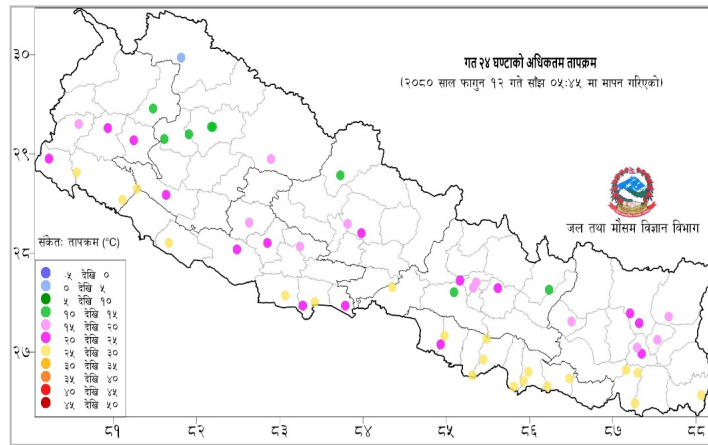 गत २४ घण्टाको अधिकतम तापक्रम
(२०८० साल फागुन १२ गते साँझ ०५:४५ मा मापन गरिएको)
३०
२९
२८
२७
जल तथा मौसम विज्ञान विभाग
संकेतः तापक्रम (°C)
-५ देखि ०
० देखि ५
५ देखि १०
१० देखि १५
१५ देखि २०
२० देखि २५
२५ देखि ३०
३० देखि ३५
३५ देखि ४०
४० देखि ४५
४५ देखि ५०
८१ ८२ ८३ ८४ ८५ ८६ ८७ ८८